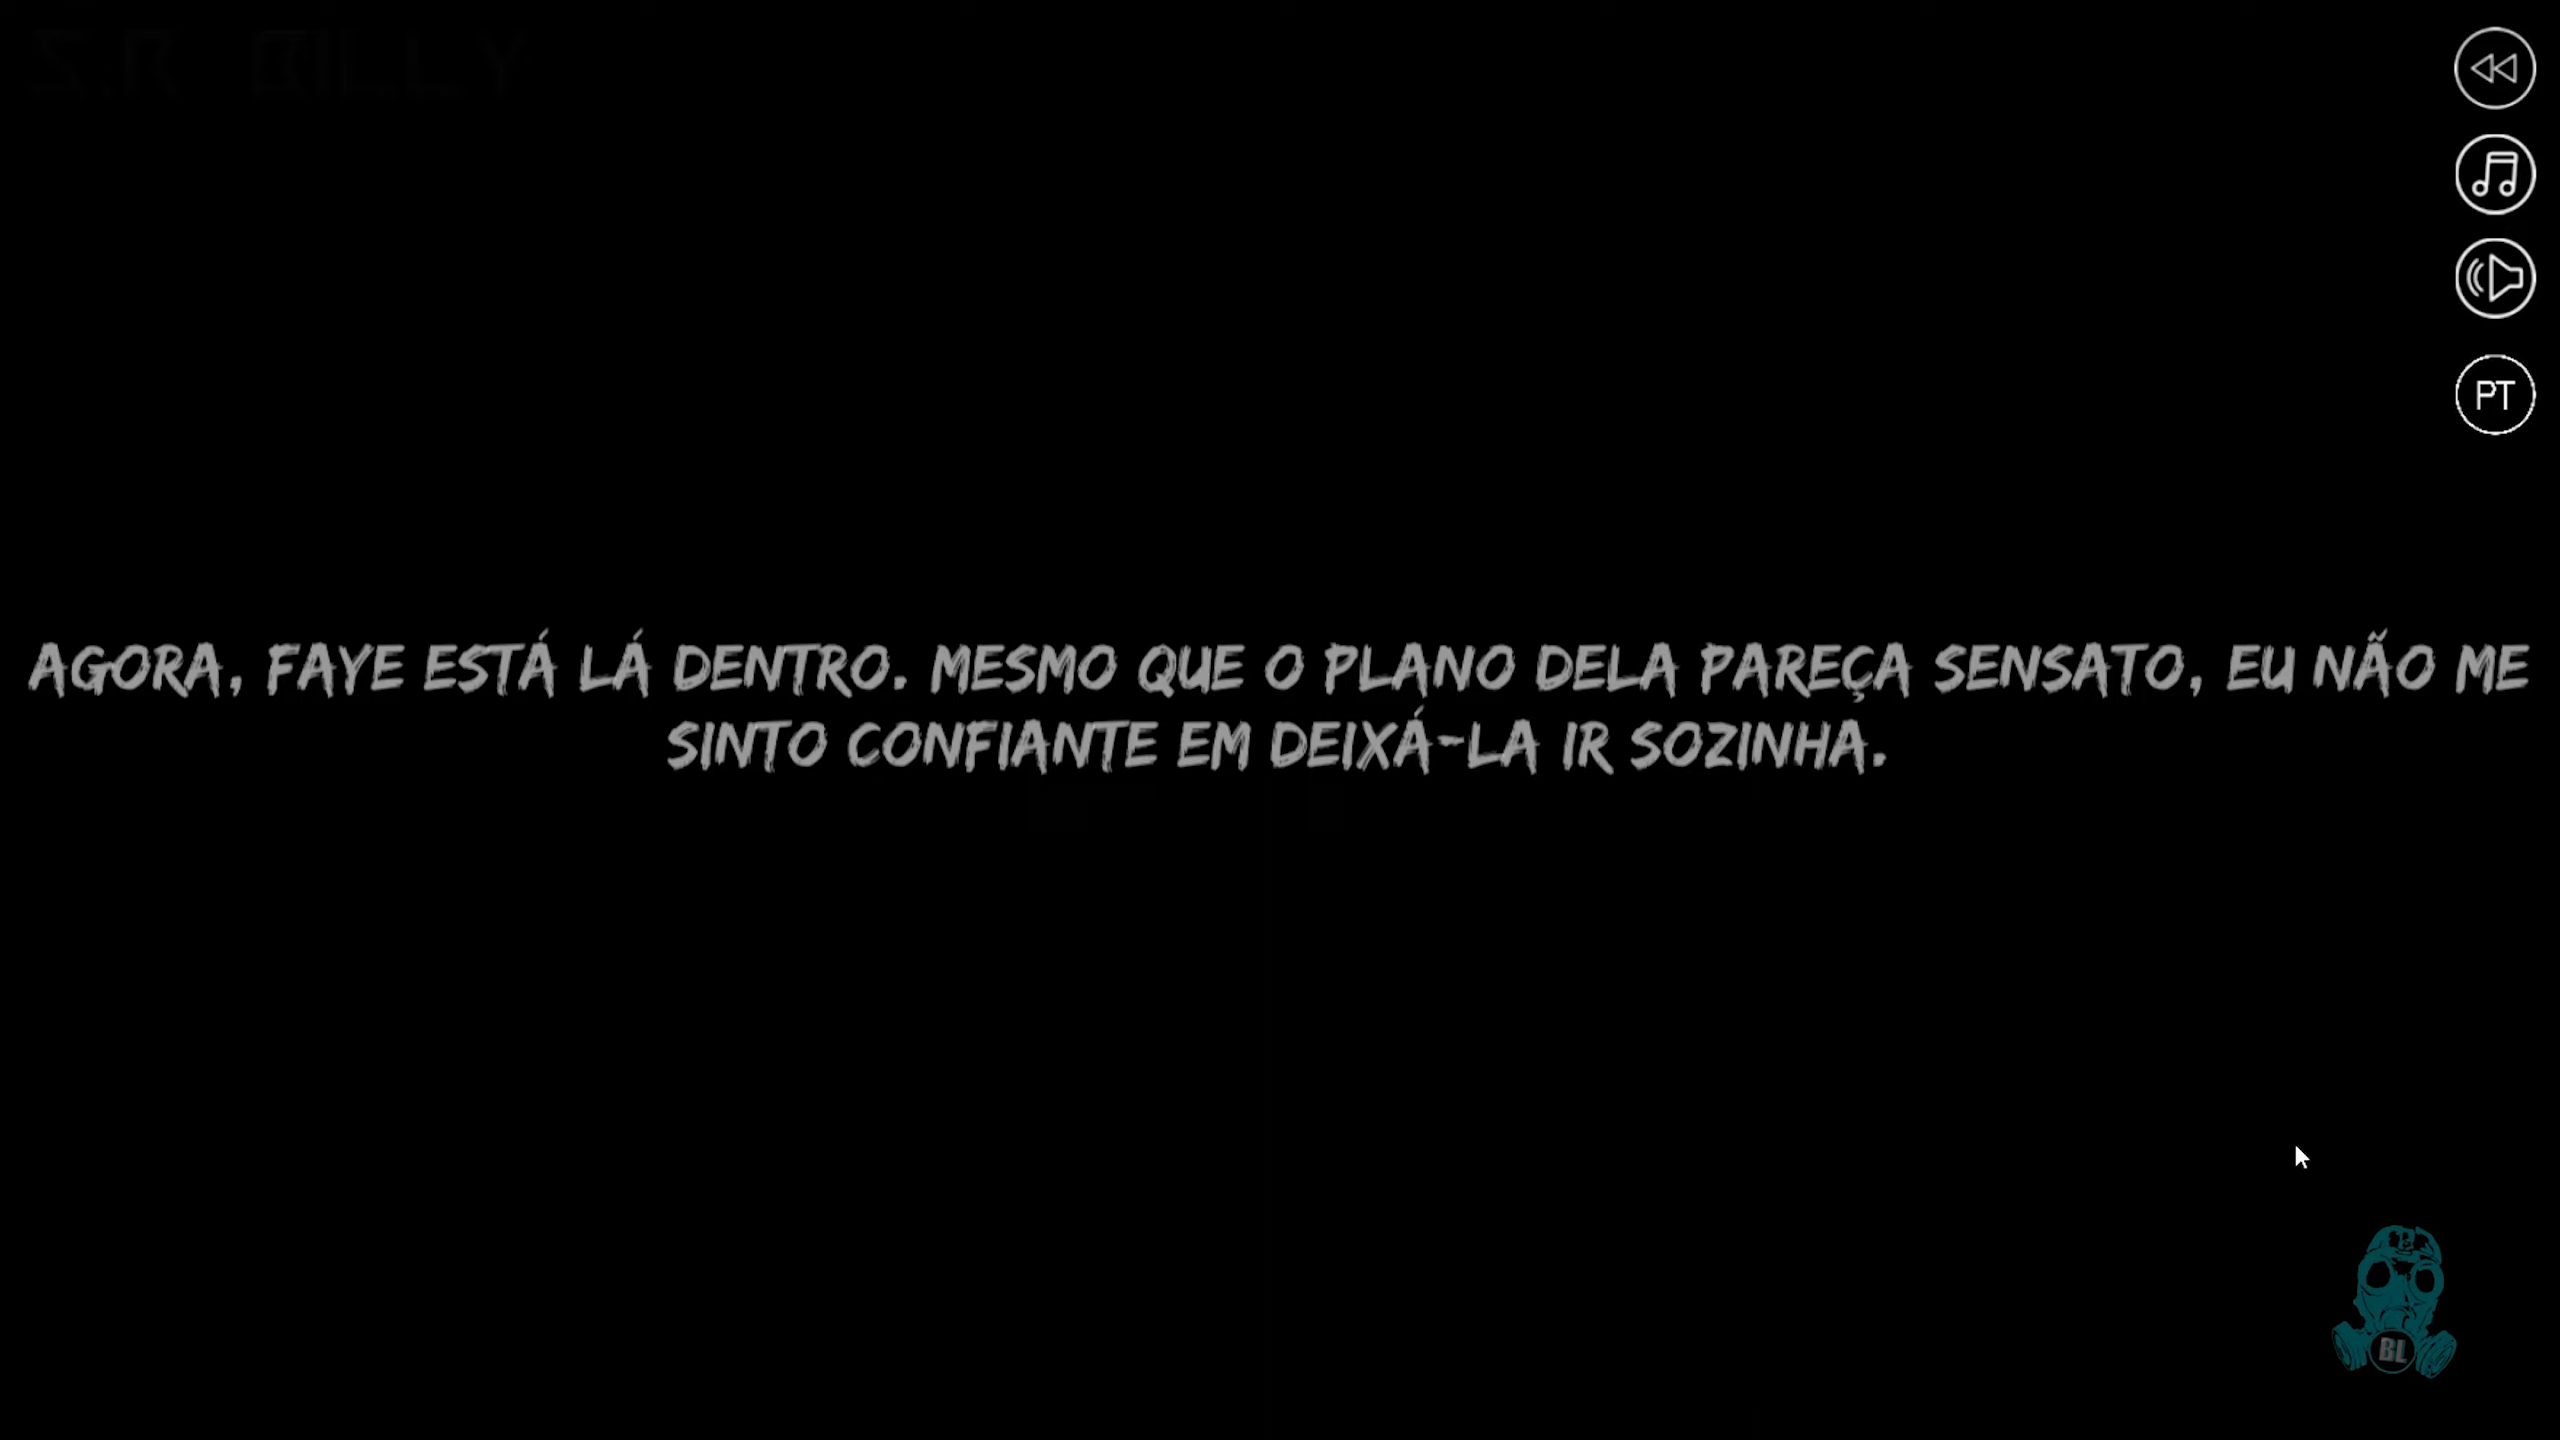 S.R BILLY
PT
AGORA, FAYE ESTÁ LÁ DENTRO. MESMO QUE O PLANO DELA PAREÇA SENSATO, EU NÃO ME
SINTO CONFIANTE EM DEIXÁ-LA IR SOZINHA.
BL